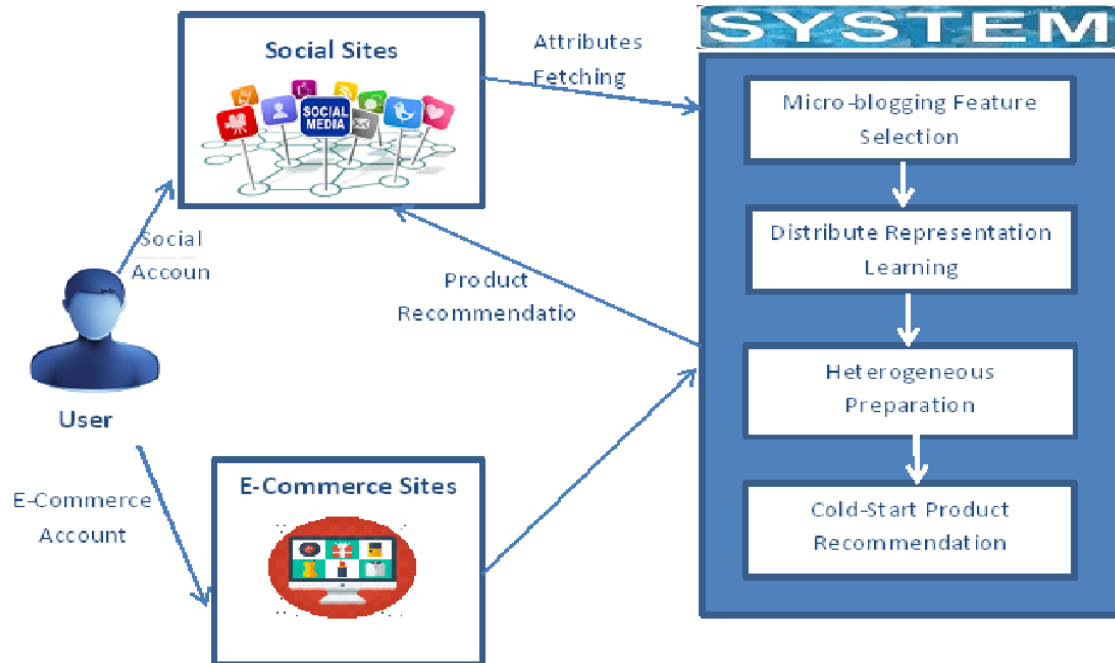 SYSTEM
Social Sites
SOCIAL
MEDIA
Attributes
Fetching
Micro-blogging Feature
Selection
Social
Accoun
Distribute Representation
Learning
Product
Recommendatio
Heterogeneous
Preparation
User
E-Commerce
Account
E-Commerce Sites
Cold-Start Product
Recommendation